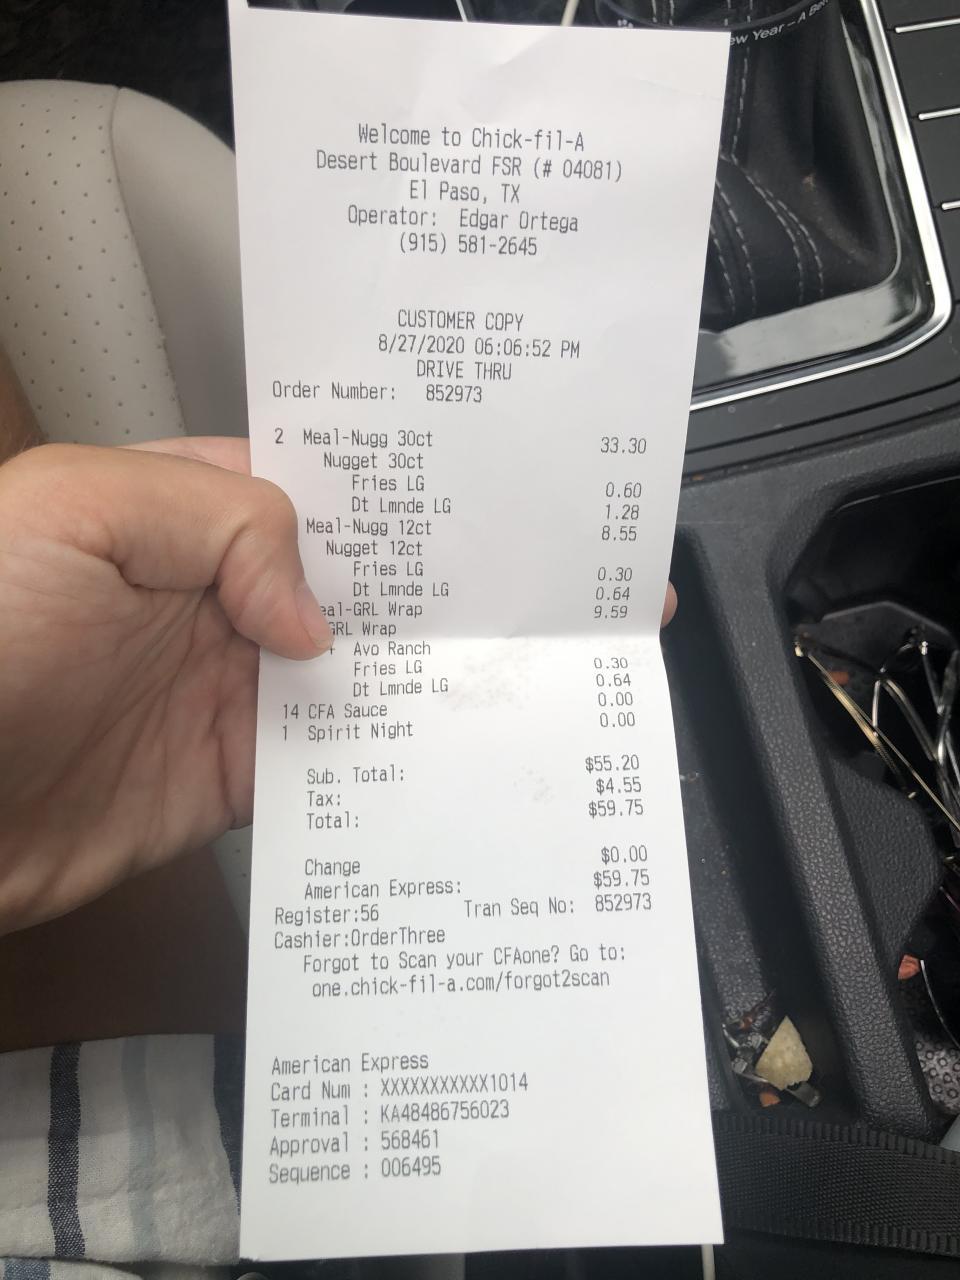 ew Year – A Be
Welcome to Chick-fil-A
Desert Boulevard FSR (# 04081)
El Paso, TX
Operator: Edgar Ortega
(915) 581-2645
CUSTOMER COPY
8/27/2020 06:06:52 PM
DRIVE THRU
Order Number: 852973
2 Meal-Nugg 30ct 33.30
Nugget 30ct
Fries LG 0.60
Dt Lmnde LG 1.28
Meal-Nugg 12ct 8.55
Nugget 12ct
Fries LG 0.30
Dt Lmnde LG 0.64
eal-GRL Wrap 9.59
GRL Wrap
+ Avo Ranch
Fries LG 0.30
Dt Lmnde LG 0.64
14 CFA Sauce 0.00
1 Spirit Night 0.00
Sub. Total: $55.20
Tax: $4.55
Total: $59.75
Change $0.00
American Express: $59.75
Register:56 Tran Seq No: 852973
Cashier:OrderThree
Forgot to Scan your CFAone? Go to:
one.chick-fil-a.com/forgot2scan
American Express
Card Num : XXXXXXXXXXX1014
Terminal : KA48486756023
Approval : 568461
Sequence : 006495